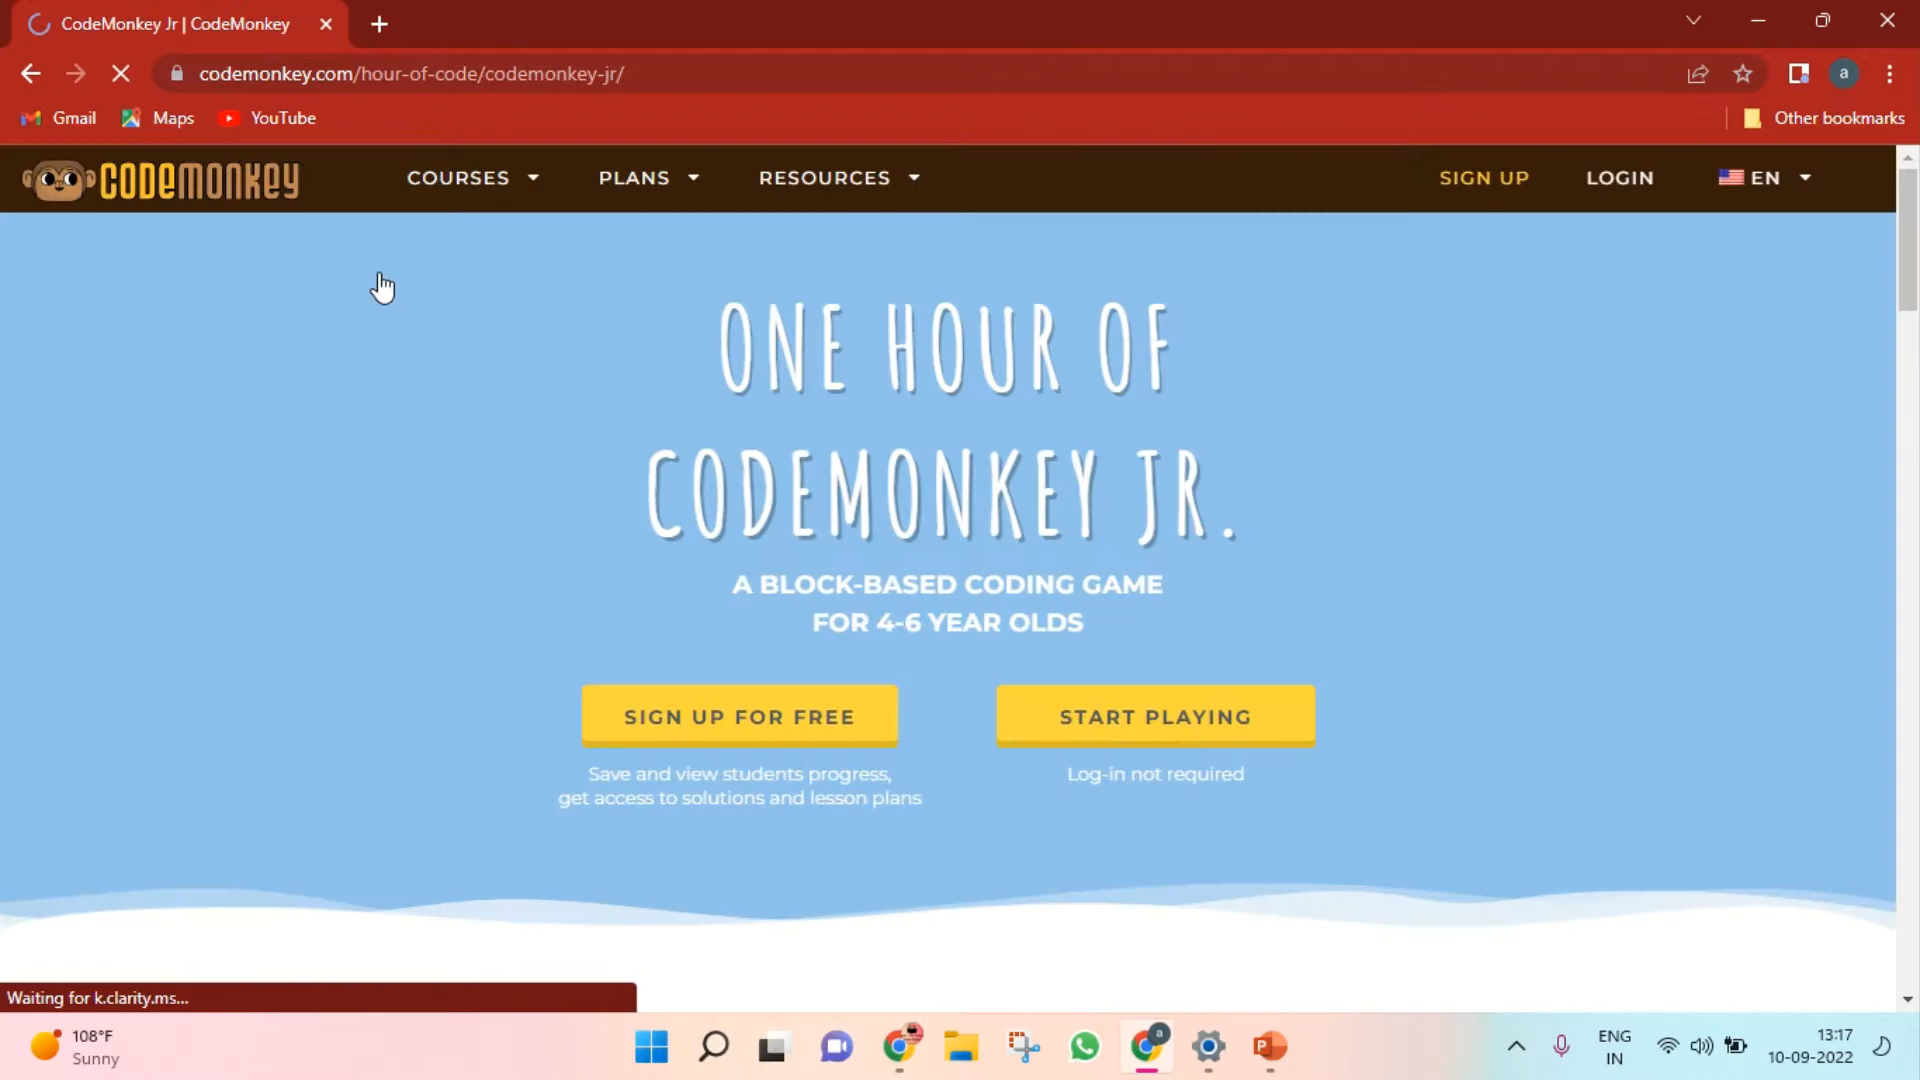 CodeMonkey Jr | CodeMonkey
codemonkey.com/hour-of-code/codemonkey-jr/
a
Gmail Maps YouTube Other bookmarks
CODEMONKEY COURSES PLANS RESOURCES SIGN UP LOGIN EN
ONE HOUR OF
CODEMONKEY JR.
A BLOCK-BASED CODING GAME
FOR 4-6 YEAR OLDS
SIGN UP FOR FREE START PLAYING
Save and view students progress, Log-in not required
get access to solutions and lesson plans
Waiting for k.clarity.ms...
108°F
Sunny
a
P
ENG
IN
13:17
10-09-2022